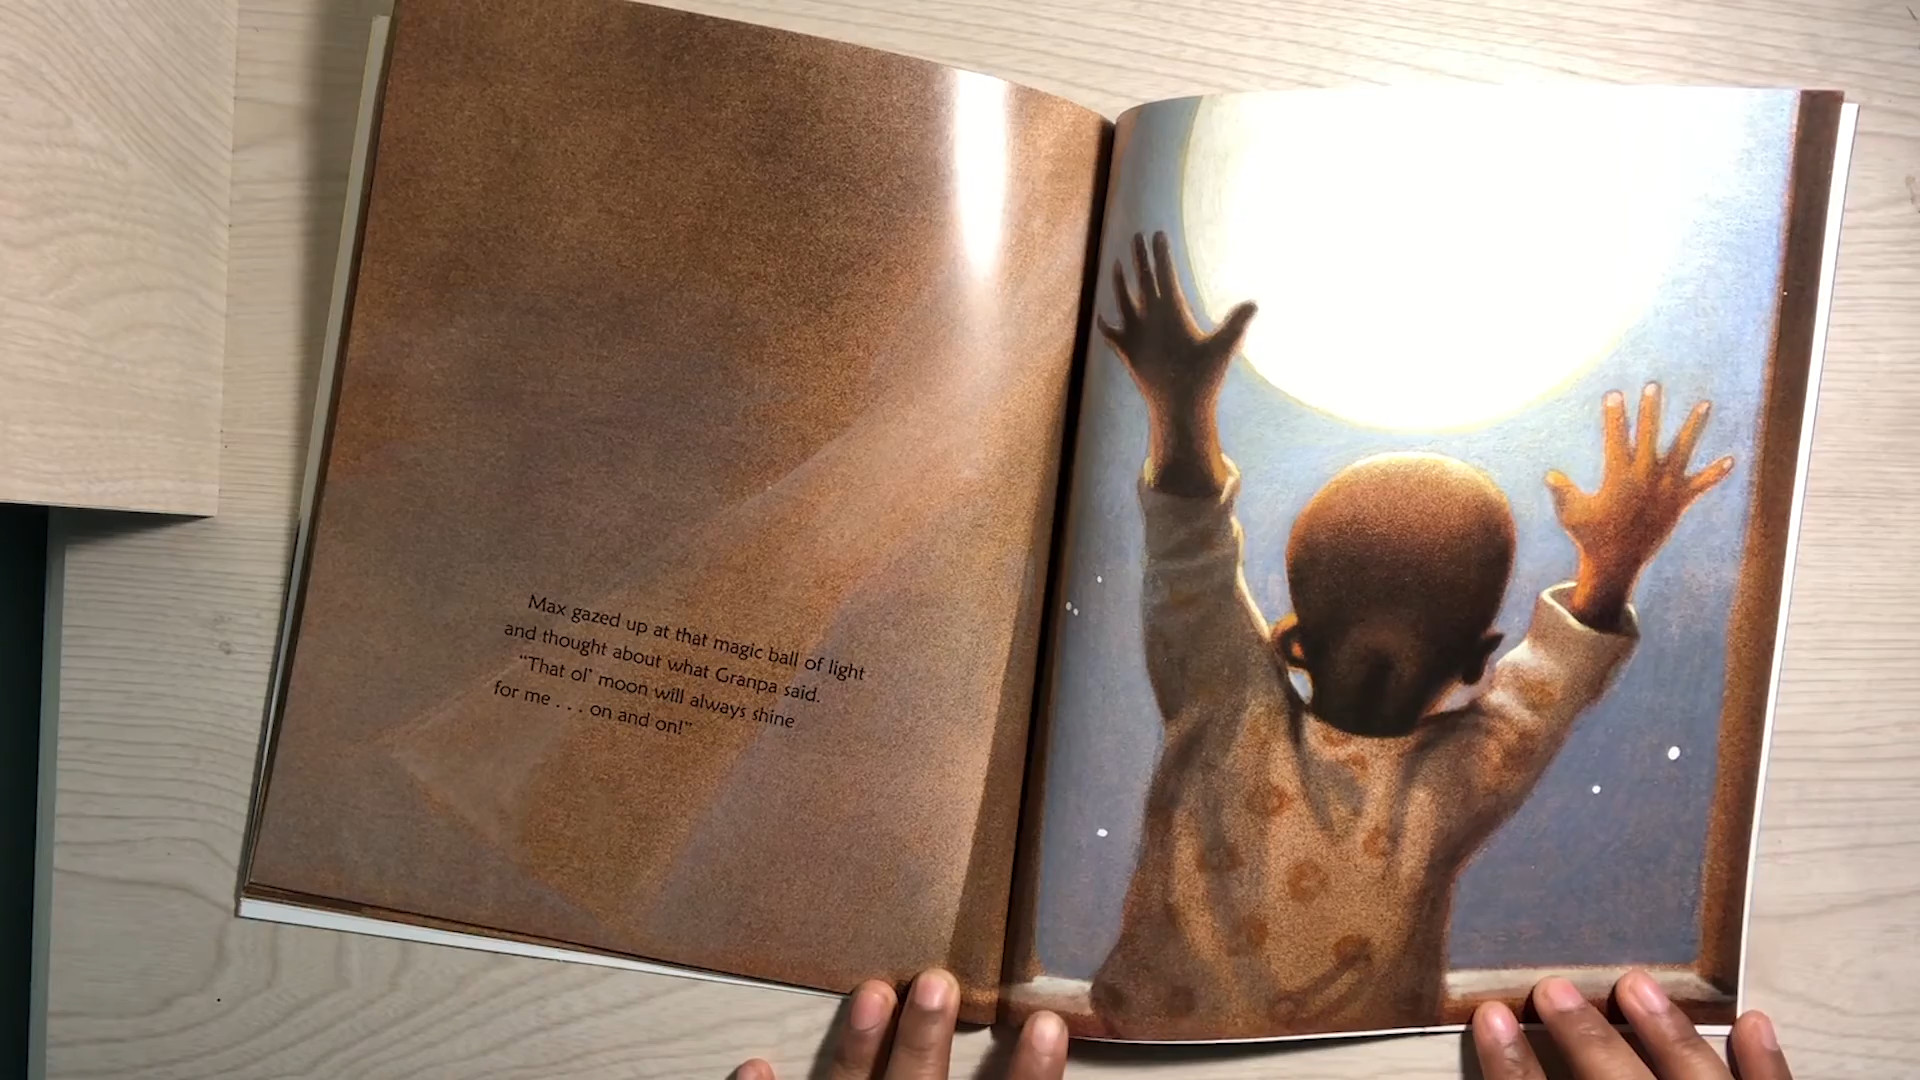 Max gazed up at that magic ball of light
and thought about what Granpa said.
“That ol’ moon will always shine
for me . . . on and on!”